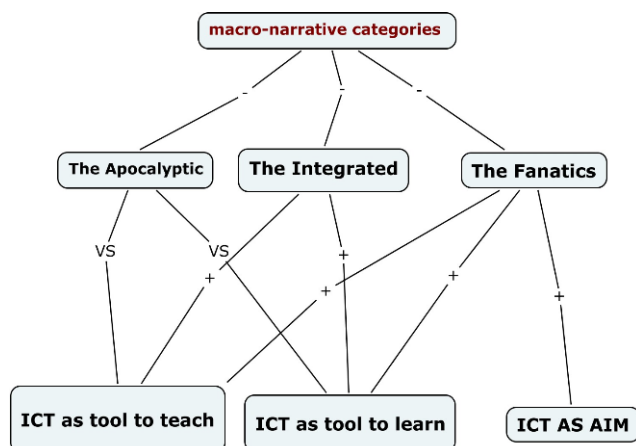 macro-narrative categories
- - -
The Apocalyptic The Integrated The Fanatics
VS VS + + + + +
ICT as tool to teach ICT as tool to learn ICT AS AIM